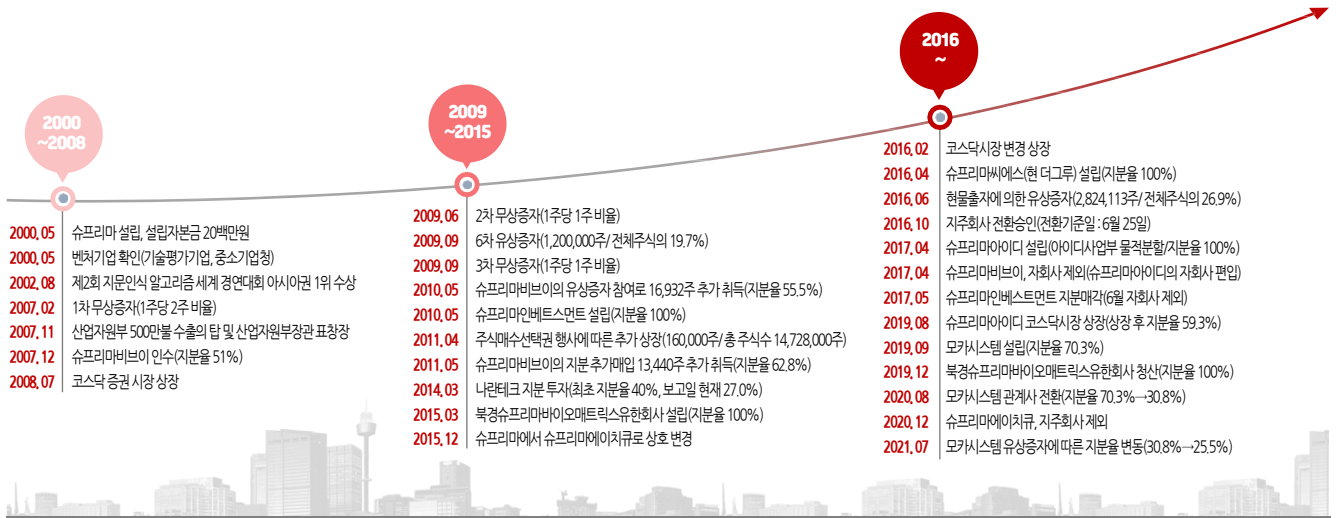 2000
~2008
2000. 05 슈프리마 설립, 설립자본금 20백만원
2000. 05 벤처기업 확인(기술평가기업, 중소기업청)
2002. 08 제2회 지문인식 알고리즘 세계 경연대회 아시아권 1위 수상
2007. 02 1차 무상증자(1주당 2주 비율)
2007. 11 산업자원부 500만불 수출의 탑 및 산업자원부장관 표창장
2007. 12 슈프리마비브이 인수(지분율 51%)
2008. 07 코스닥 증권 시장 상장
2009
~2015
2009. 06 2차 무상증자(1주당 1주 비율)
2009. 09 6차 유상증자(1,200,000주/ 전체주식의 19.7%)
2009. 09 3차 무상증자(1주당 1주 비율)
2010. 05 슈프리마비브이의 유상증자 참여로 16,932주 추가 취득(지분율 55.5%)
2010. 05 슈프리마인베트스먼트 설립(지분율 100%)
2011. 04 주식매수선택권 행사에 따른 추가 상장(160,000주/ 총 주식수 14,728,000주)
2011. 05 슈프리마비브이의 지분 추가매입 13,440주 추가 취득(지분율 62.8%)
2014. 03 나란테크 지분 투자(최초 지분율 40%, 보고일 현재 27.0%)
2015. 03 북경슈프리마바이오매트릭스유한회사 설립(지분율 100%)
2015. 12 슈프리마에서 슈프리마에이치큐로 상호 변경
2016
~
2016. 02 코스닥시장 변경 상장
2016. 04 슈프리마씨에스(현 더그루) 설립(지분율 100%)
2016. 06 현물출자에 의한 유상증자(2,824,113주/ 전체주식의 26.9%)
2016. 10 지주회사 전환승인(전환기준일 : 6월 25일)
2017. 04 슈프리마아이디 설립(아이디사업부 물적분할/지분율 100%)
2017. 04 슈프리마비브이, 자회사 제외(슈프리마아이디의 자회사 편입)
2017. 05 슈프리마인베스트먼트 지분매각(6월 자회사 제외)
2019. 08 슈프리마아이디 코스닥시장 상장(상장 후 지분율 59.3%)
2019. 09 모카시스템 설립(지분율 70.3%)
2019. 12 북경슈프리마바이오매트릭스유한회사 청산(지분율 100%)
2020. 08 모카시스템 관계사 전환(지분율 70.3%→30.8%)
2020. 12 슈프리마에이치큐, 지주회사 제외
2021. 07 모카시스템 유상증자에 따른 지분율 변동(30.8%→25.5%)